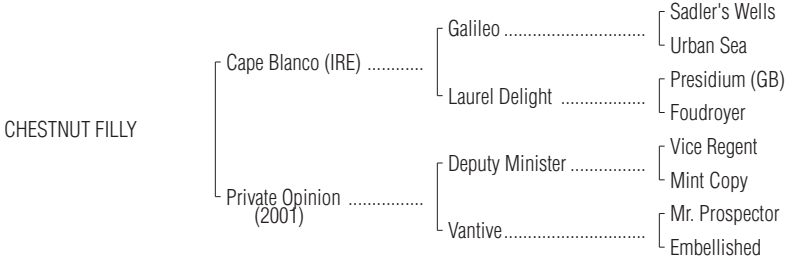 Sadler's Wells
Galileo ..................................
Urban Sea
Cape Blanco (IRE) ............
Presidium (GB)
Laurel Delight ....................
Foudroyer
CHESTNUT FILLY
Vice Regent
Deputy Minister ..................
Mint Copy
Private Opinion ................
(2001)
Mr. Prospector
Vantive..................................
Embellished